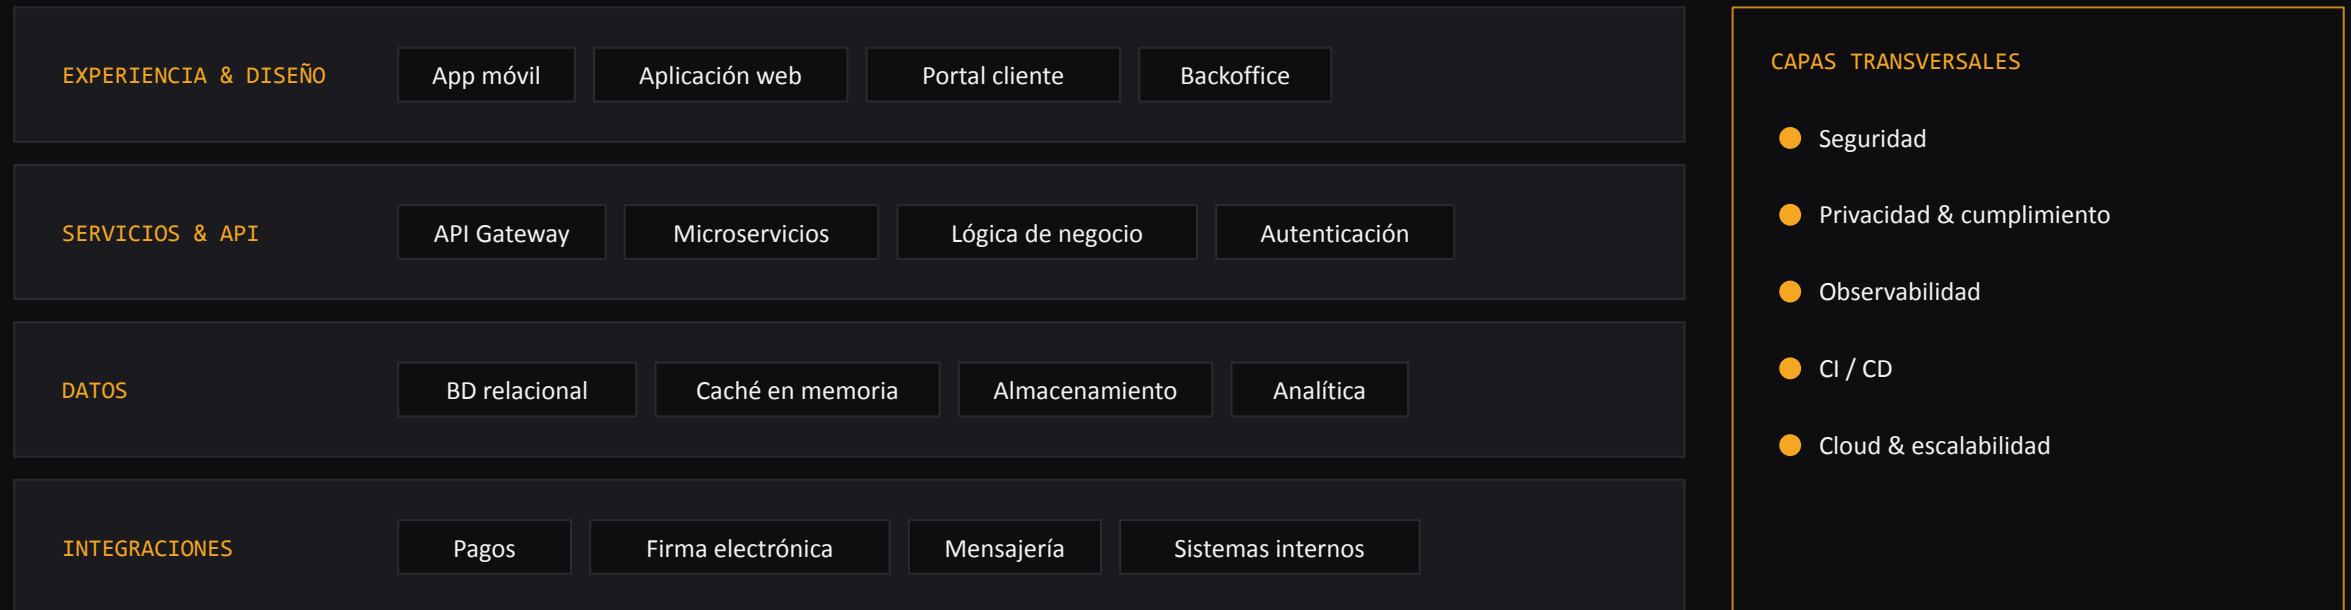 EXPERIENCIA & DISEÑO
App móvil
Aplicación web
Portal cliente
Backoffice
SERVICIOS & API
API Gateway
Microservicios
Lógica de negocio
Autenticación
DATOS
BD relacional
Caché en memoria
Almacenamiento
Analítica
INTEGRACIONES
Pagos
Firma electrónica
Mensajería
Sistemas internos
CAPAS TRANSVERSALES
Seguridad
Privacidad & cumplimiento
Observabilidad
CI / CD
Cloud & escalabilidad